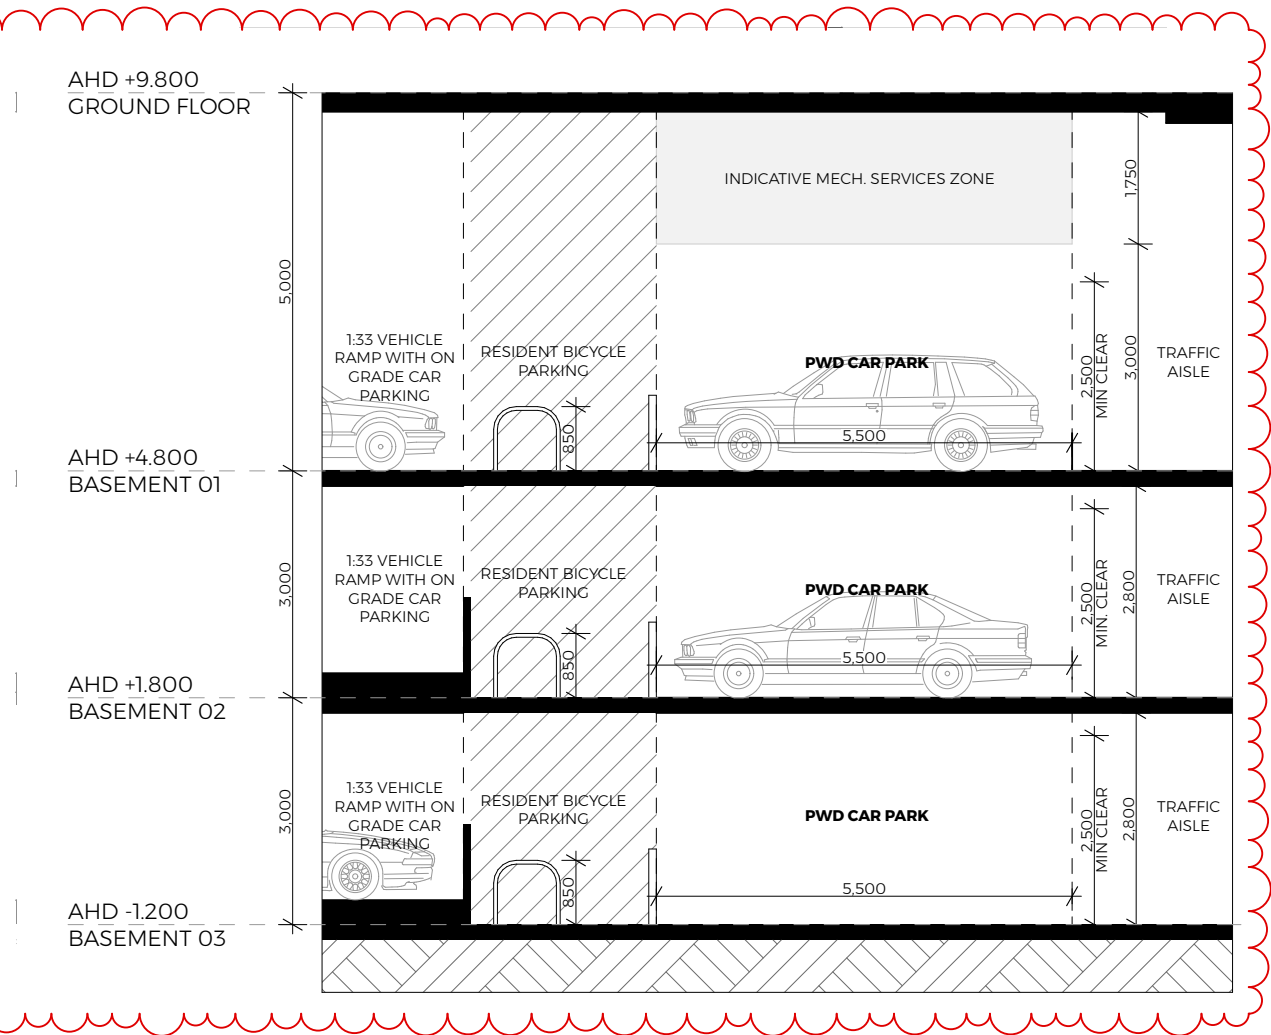 AHD +9.800
GROUND FLOOR
INDICATIVE MECH. SERVICES ZONE
1,750
5,000
1:33 VEHICLE
RAMP WITH ON
GRADE CAR
PARKING
RESIDENT BICYCLE
PARKING
850
PWD CAR PARK
5,500
2,500
MIN CLEAR
3,000
TRAFFIC
AISLE
AHD +4.800
BASEMENT 01
3,000
1:33 VEHICLE
RAMP WITH ON
GRADE CAR
PARKING
RESIDENT BICYCLE
PARKING
850
PWD CAR PARK
5,500
2,500
MIN. CLEAR
2,800
TRAFFIC
AISLE
AHD +1.800
BASEMENT 02
3,000
1:33 VEHICLE
RAMP WITH ON
GRADE CAR
PARKING
RESIDENT BICYCLE
PARKING
850
PWD CAR PARK
5,500
2,500
MIN CLEAR
2,800
TRAFFIC
AISLE
AHD -1.200
BASEMENT 03